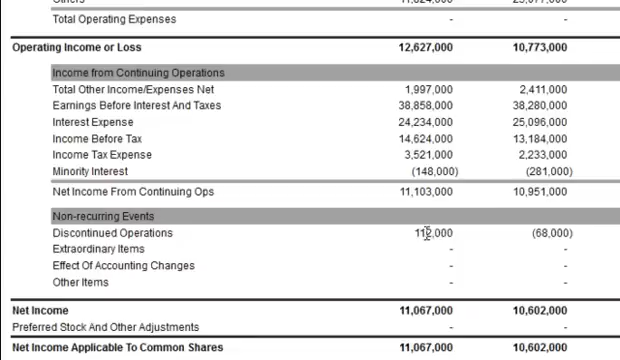 Total Operating Expenses - -
Operating Income or Loss 12,627,000 10,773,000
Income from Continuing Operations
Total Other Income/Expenses Net 1,997,000 2,411,000
Earnings Before Interest And Taxes 38,858,000 38,280,000
Interest Expense 24,234,000 25,096,000
Income Before Tax 14,624,000 13,184,000
Income Tax Expense 3,521,000 2,233,000
Minority Interest (148,000) (281,000)
Net Income From Continuing Ops 11,103,000 10,951,000
Non-recurring Events
Discontinued Operations 112,000 (68,000)
Extraordinary Items - -
Effect Of Accounting Changes - -
Other Items - -
Net Income 11,067,000 10,602,000
Preferred Stock And Other Adjustments - -
Net Income Applicable To Common Shares 11,067,000 10,602,000